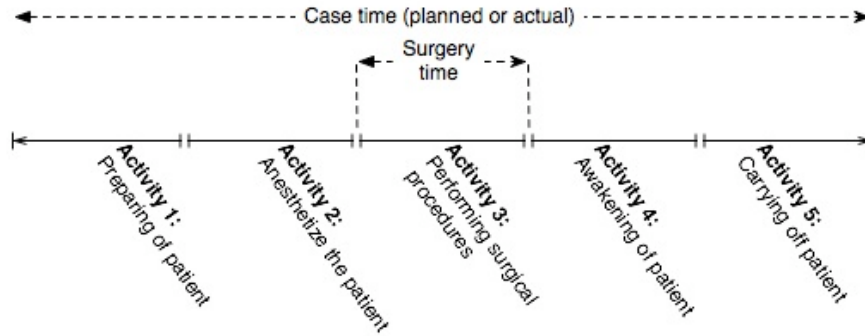 Case time (planned or actual)
Surgery
time
Activity 1:
Preparing of patient
Activity 2:
Anesthetize the patient
Activity 3:
Performing surgical
procedures
Activity 4:
Awakening of patient
Activity 5:
Carrying off patient